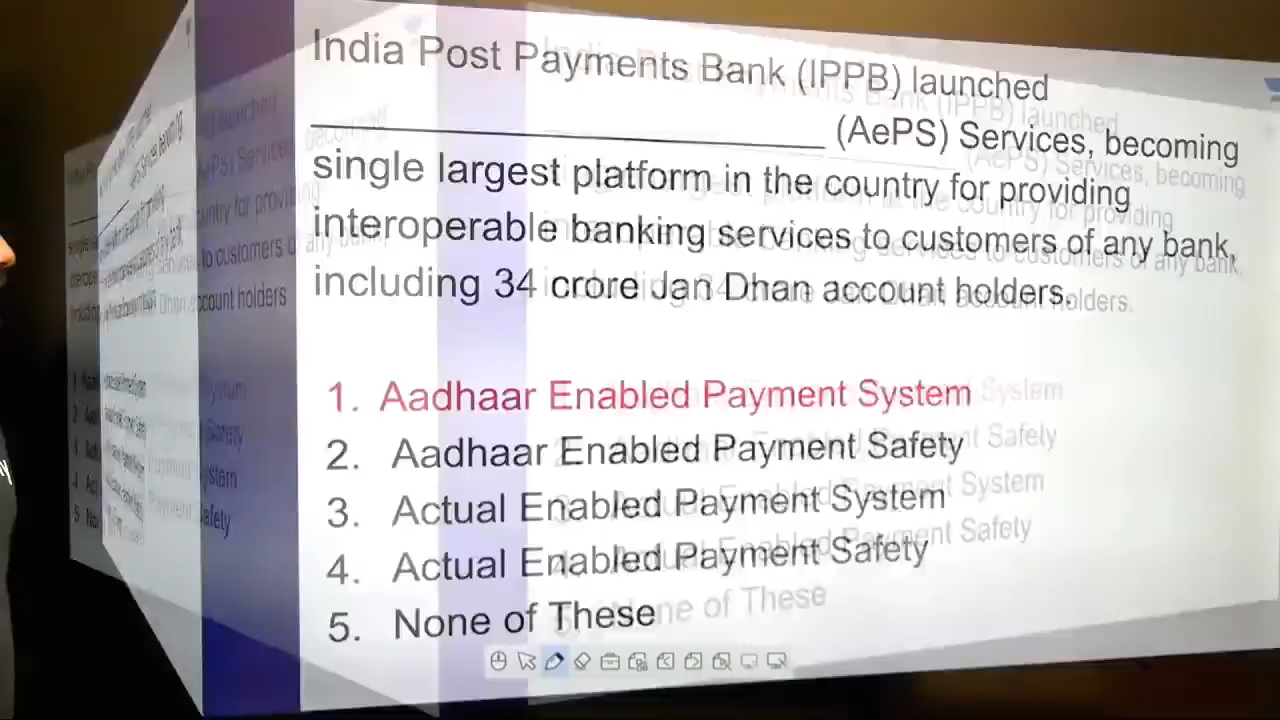 India Post Payments Bank (IPPB) launched
____________________ (AePS) Services, becoming
single largest platform in the country for providing
interoperable banking services to customers of any bank,
including 34 crore Jan Dhan account holders.
1. Aadhaar Enabled Payment System
2. Aadhaar Enabled Payment Safety
3. Actual Enabled Payment System
4. Actual Enabled Payment Safety
5. None of These